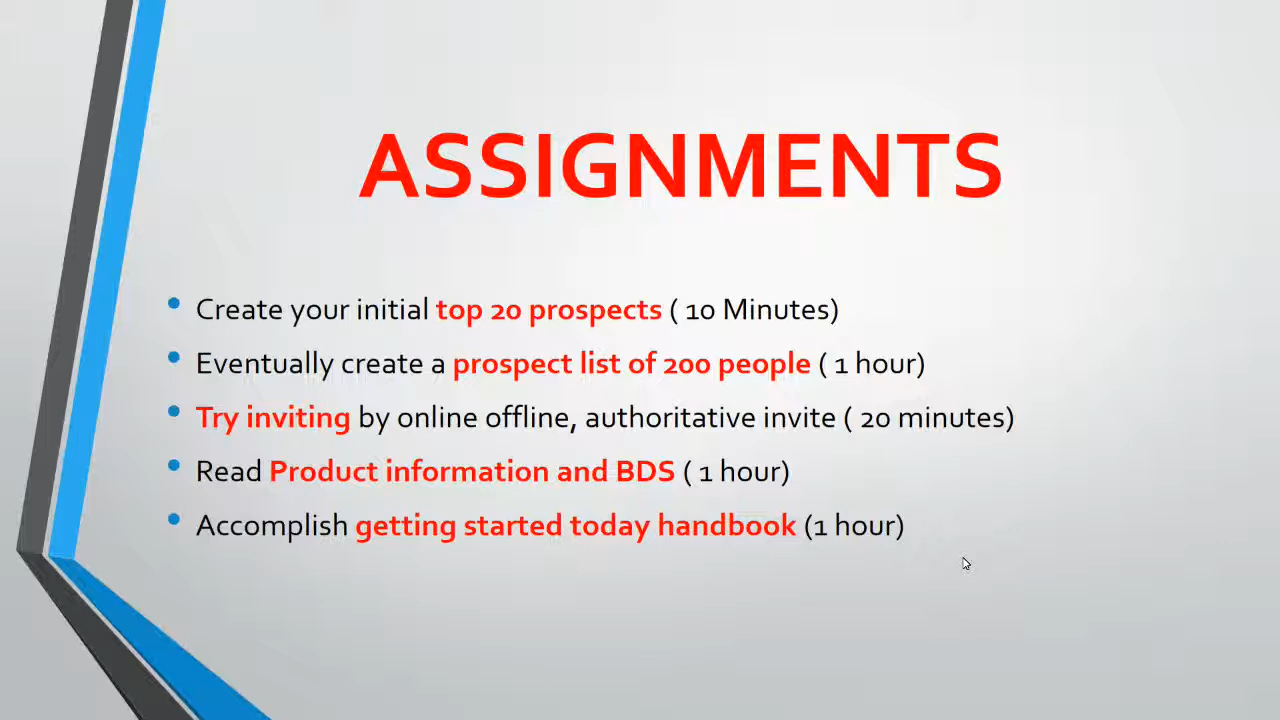 ASSIGNMENTS
• Create your initial top 20 prospects ( 10 Minutes)
• Eventually create a prospect list of 200 people ( 1 hour)
• Try inviting by online offline, authoritative invite ( 20 minutes)
• Read Product information and BDS ( 1 hour)
• Accomplish getting started today handbook (1 hour)